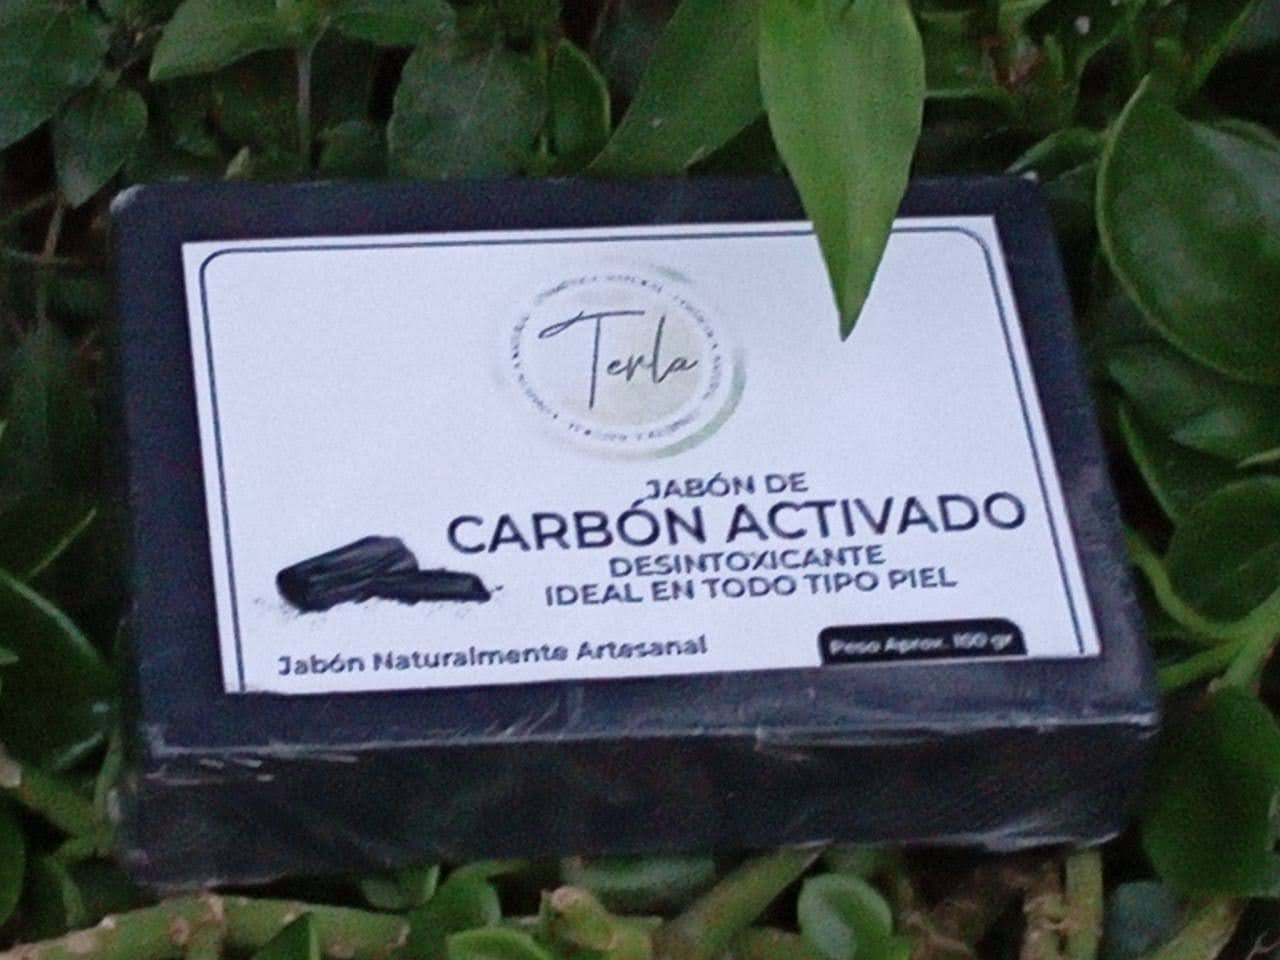 Terla
JABÓN DE
CARBÓN ACTIVADO
DESINTOXICANTE
IDEAL EN TODO TIPO PIEL
Jabón Naturalmente Artesanal
Peso Aprox. 100 gr